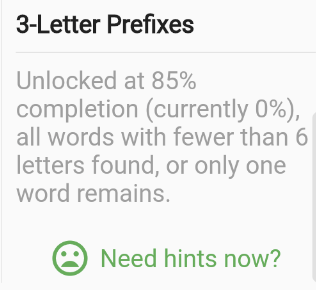 3-Letter Prefixes
Unlocked at 85%
completion (currently 0%),
all words with fewer than 6
letters found, or only one
word remains.
Need hints now?